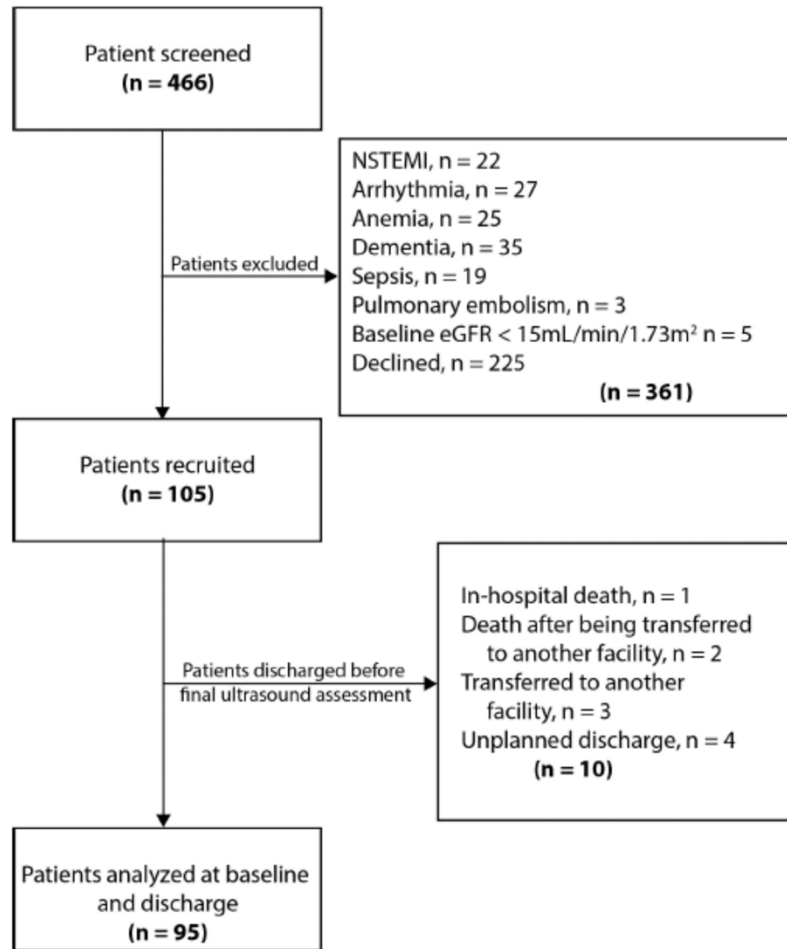 Patient screened
(n = 466)
NSTEMI, n = 22
Arrhythmia, n = 27
Anemia, n = 25
Dementia, n = 35
Sepsis, n = 19
Pulmonary embolism, n = 3
Baseline eGFR < 15mL/min/1.73m² n = 5
Declined, n = 225
(n = 361)
Patients excluded
Patients recruited
(n = 105)
In-hospital death, n = 1
Death after being transferred
to another facility, n = 2
Transferred to another
facility, n = 3
Unplanned discharge, n = 4
(n = 10)
Patients discharged before
final ultrasound assessment
Patients analyzed at baseline
and discharge
(n = 95)